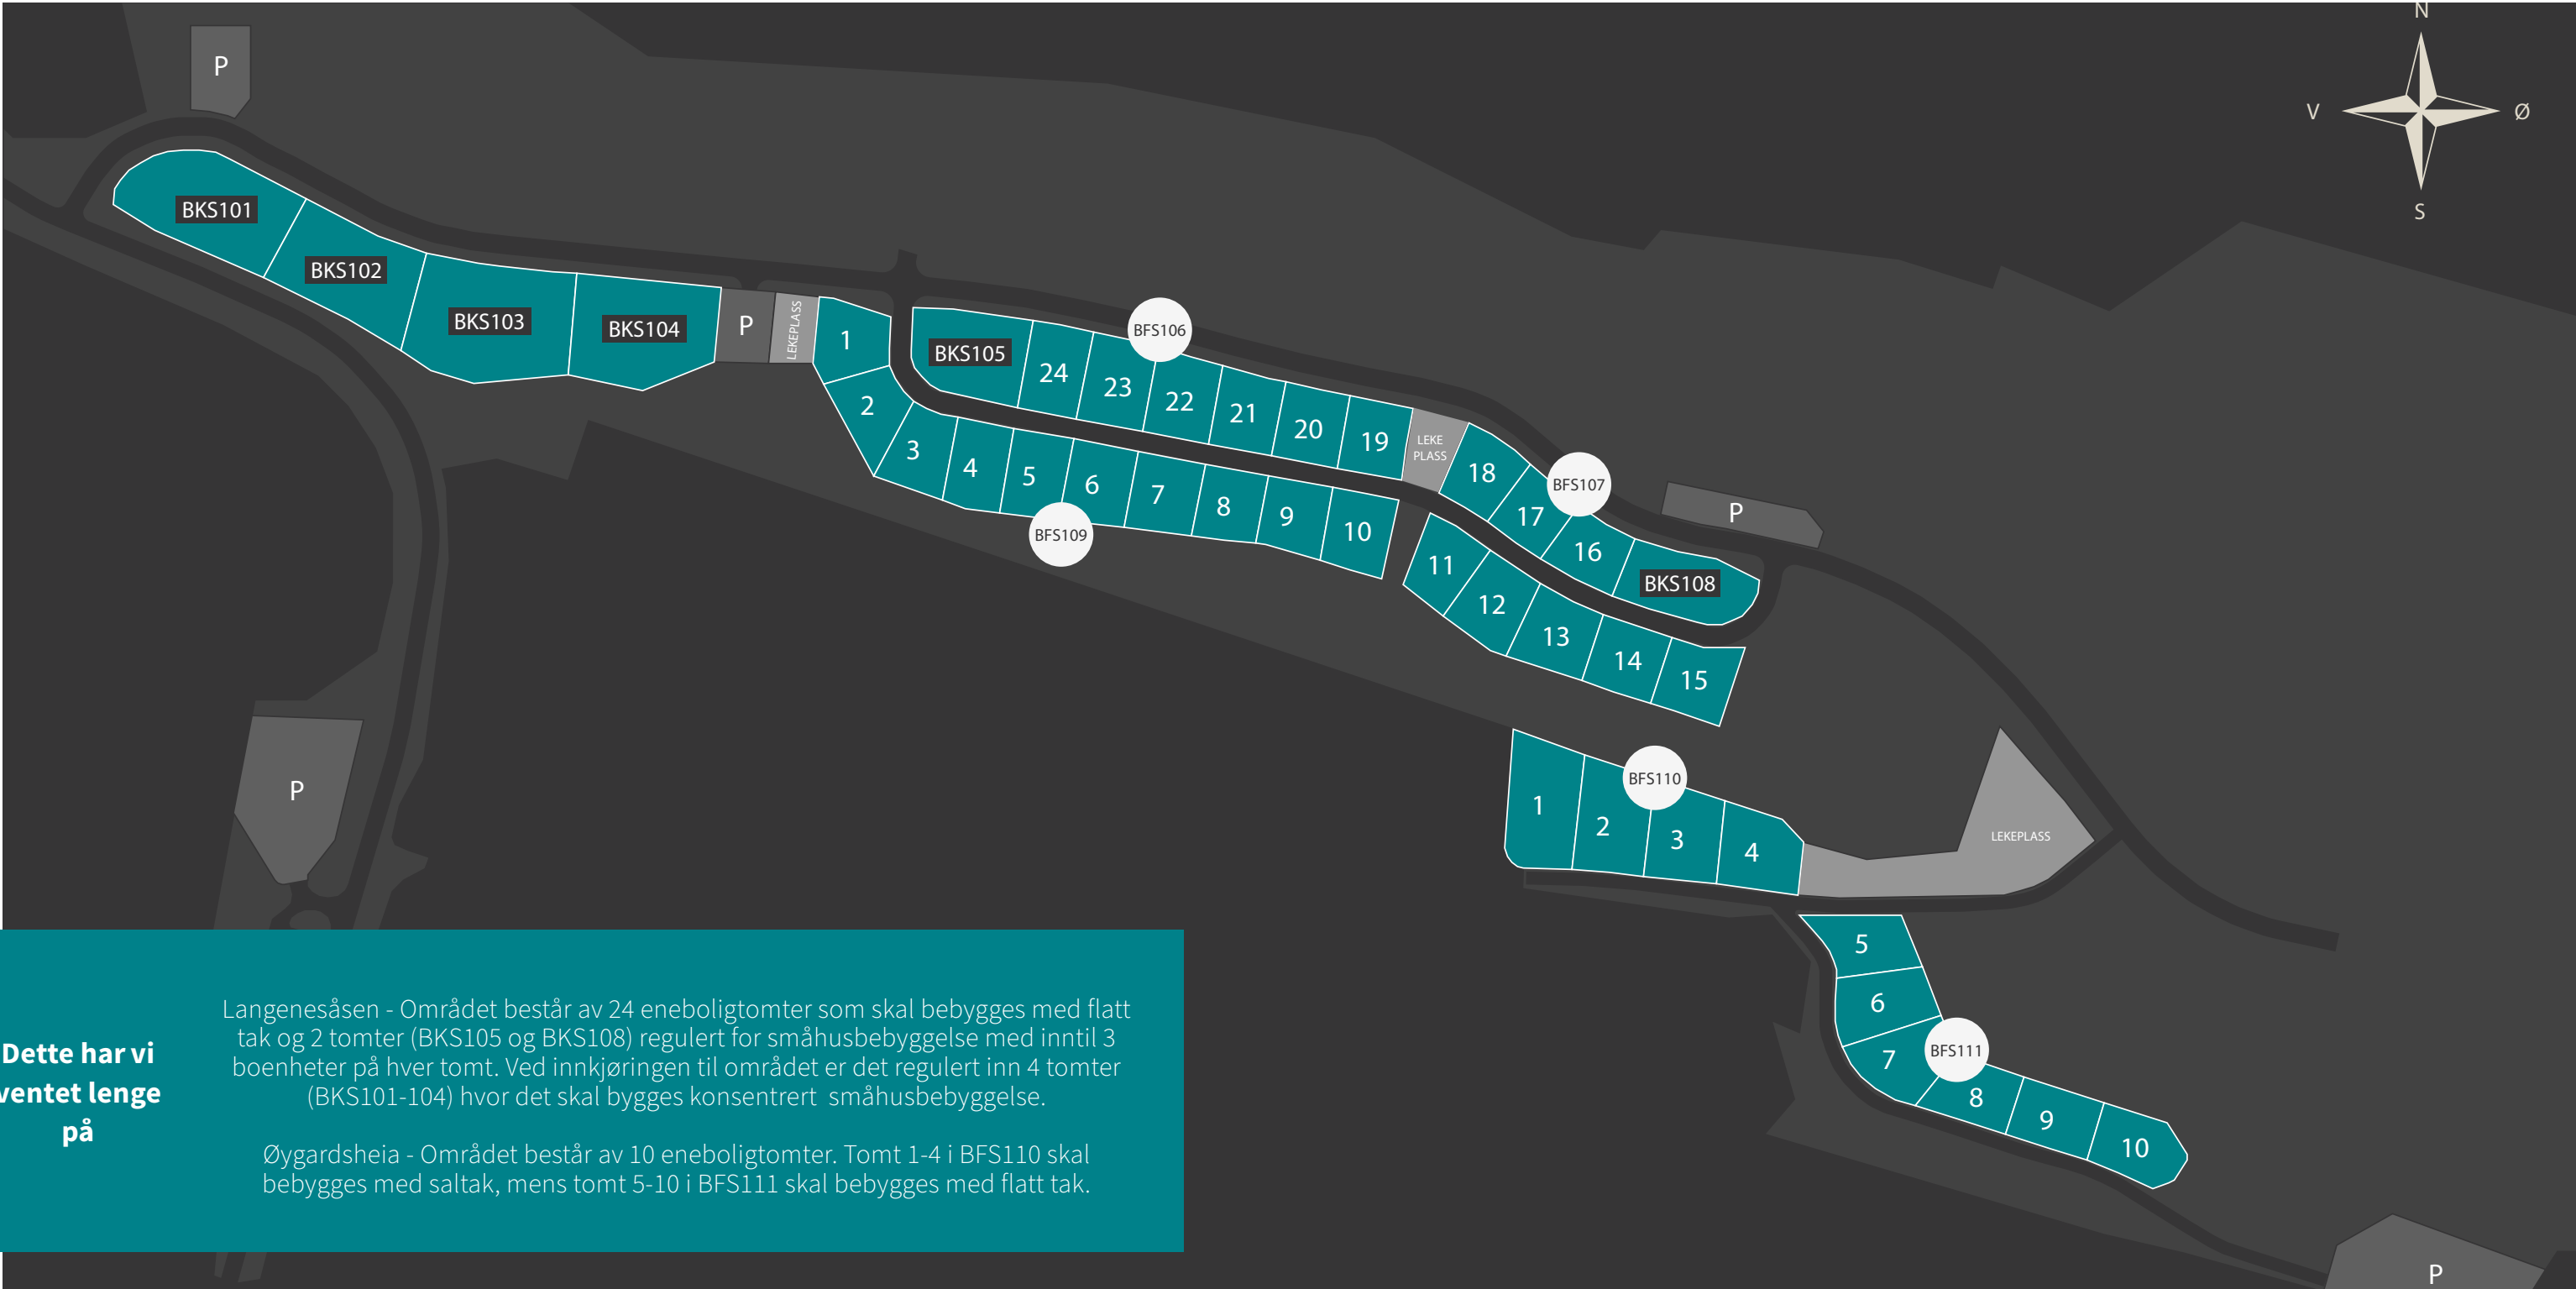 N
P
V
Ø
S
BKS101
BKS102
BKS103
BKS104
P
LEKEPLASS
1
2
3
4
5
6
7
8
9
10
BFS109
BKS105
24
23
22
21
20
19
BFS106
LEKE
PLASS
18
17
16
BKS108
BFS107
P
11
12
13
14
15
P
1
2
3
4
BFS110
LEKEPLASS
5
6
7
8
9
10
BFS111
P
Dette har vi
ventet lenge
på
Langenesåsen - Området består av 24 eneboligtomter som skal bebygges med flatt
tak og 2 tomter (BKS105 og BKS108) regulert for småhusbebyggelse med inntil 3
boenheter på hver tomt. Ved innkjøringen til området er det regulert inn 4 tomter
(BKS101-104) hvor det skal bygges konsentrert  småhusbebyggelse.
Øygardsheia - Området består av 10 eneboligtomter. Tomt 1-4 i BFS110 skal
bebygges med saltak, mens tomt 5-10 i BFS111 skal bebygges med flatt tak.